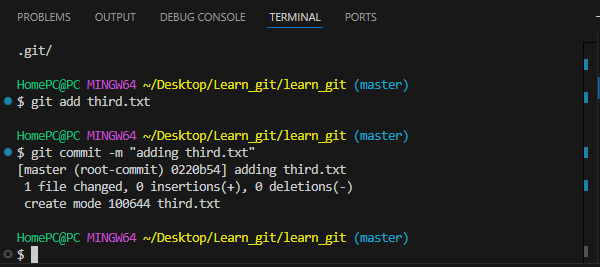 PROBLEMS OUTPUT DEBUG CONSOLE TERMINAL PORTS
.git/
HomePC@PC MINGW64 ~/Desktop/Learn_git/learn_git (master)
$ git add third.txt
HomePC@PC MINGW64 ~/Desktop/Learn_git/learn_git (master)
$ git commit -m "adding third.txt"
[master (root-commit) 0220b54] adding third.txt
 1 file changed, 0 insertions(+), 0 deletions(-)
 create mode 100644 third.txt
HomePC@PC MINGW64 ~/Desktop/Learn_git/learn_git (master)
$